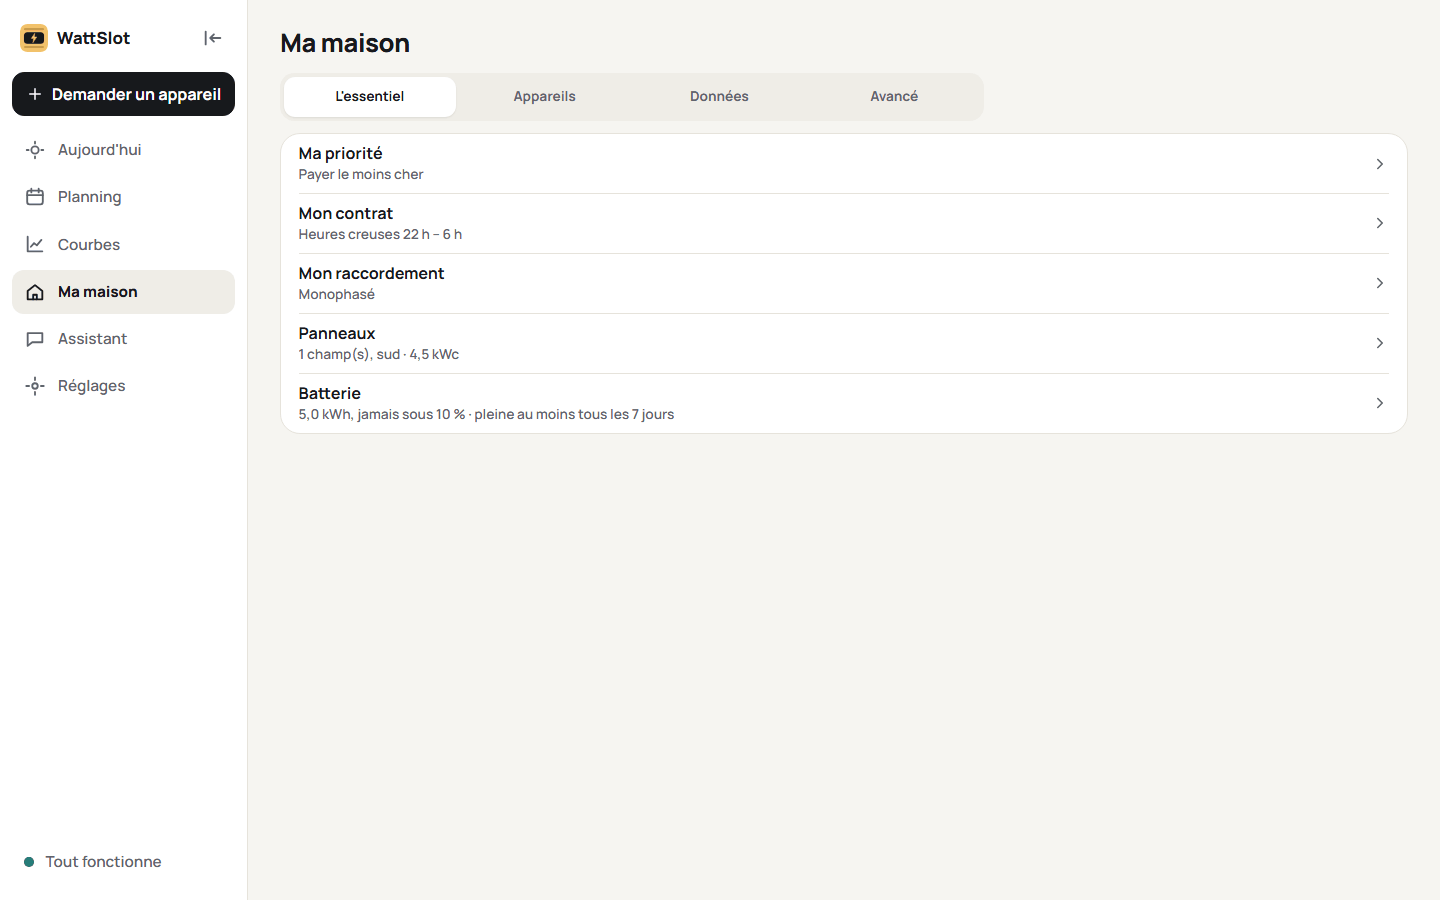 WattSlot
Demander un appareil
Aujourd'hui
Planning
Courbes
Ma maison
Assistant
Réglages
Tout fonctionne
Ma maison
L'essentiel
Appareils
Données
Avancé
Ma priorité
Payer le moins cher
Mon contrat
Heures creuses 22 h – 6 h
Mon raccordement
Monophasé
Panneaux
1 champ(s), sud · 4,5 kWc
Batterie
5,0 kWh, jamais sous 10 % · pleine au moins tous les 7 jours